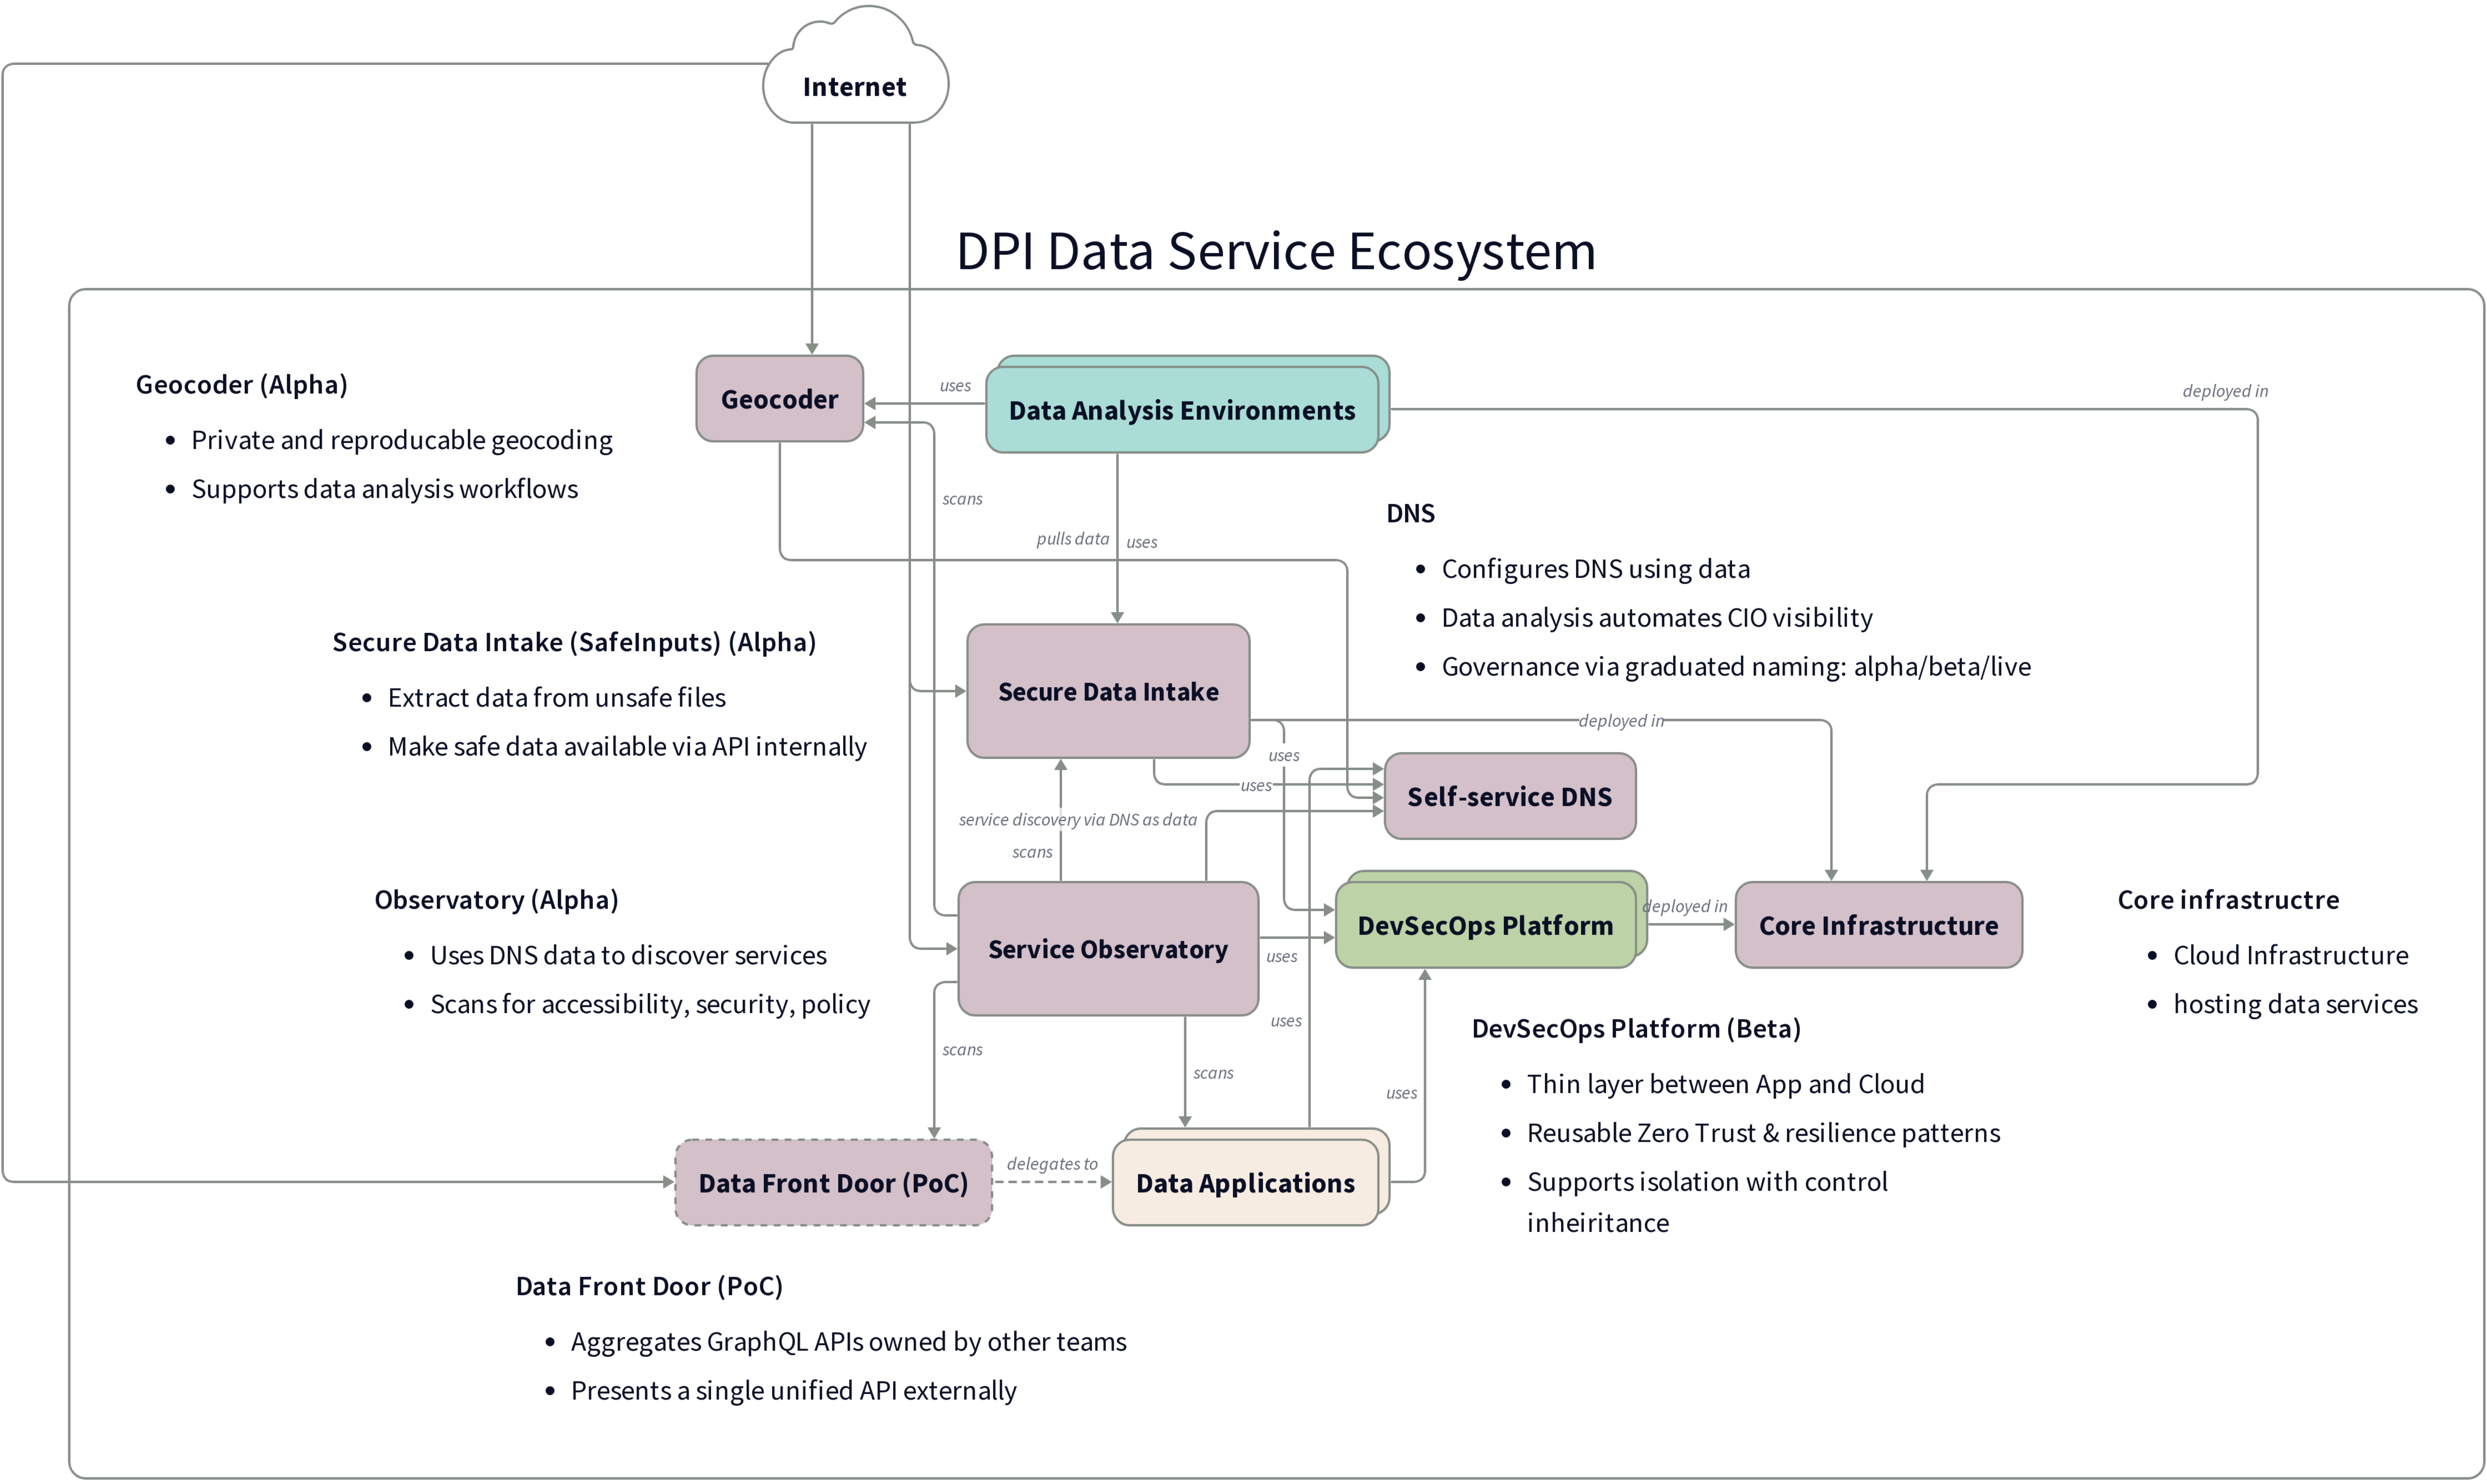 Internet
DPI Data Service Ecosystem
Geocoder (Alpha)
• Private and reproducable geocoding
• Supports data analysis workflows
Geocoder
uses
Data Analysis Environments
deployed in
scans
pulls data
uses
DNS
• Configures DNS using data
• Data analysis automates CIO visibility
• Governance via graduated naming: alpha/beta/live
Secure Data Intake (SafeInputs) (Alpha)
• Extract data from unsafe files
• Make safe data available via API internally
Secure Data Intake
deployed in
uses
uses
Self-service DNS
service discovery via DNS as data
scans
Observatory (Alpha)
• Uses DNS data to discover services
• Scans for accessibility, security, policy
Service Observatory
uses
DevSecOps Platform
deployed in
Core Infrastructure
Core infrastructre
• Cloud Infrastructure
• hosting data services
uses
scans
scans
uses
DevSecOps Platform (Beta)
• Thin layer between App and Cloud
• Reusable Zero Trust & resilience patterns
• Supports isolation with control
inheiritance
Data Front Door (PoC)
delegates to
Data Applications
Data Front Door (PoC)
• Aggregates GraphQL APIs owned by other teams
• Presents a single unified API externally